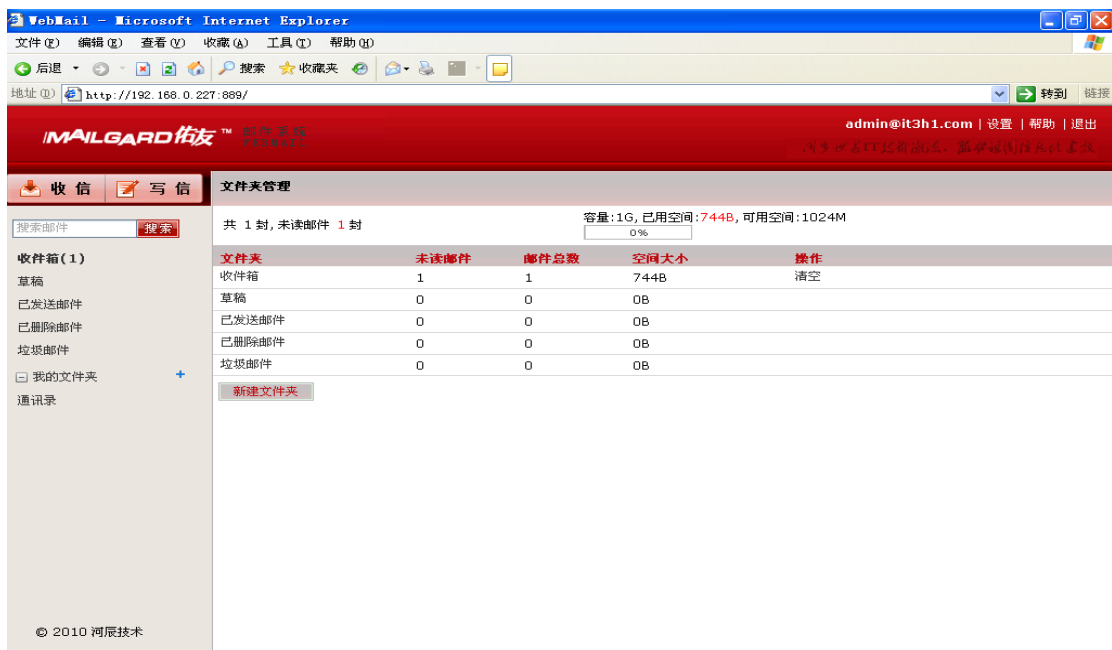 WebMail - Microsoft Internet Explorer
文件(F) 编辑(E) 查看(V) 收藏(A) 工具(T) 帮助(H)
后退 搜索 收藏夹
地址(D) http://192.168.0.227:889/ 转到 链接
MAILGARD佑友™ 邮件系统
admin@it3h1.com | 设置 | 帮助 | 退出
收信 写信
文件夹管理
搜索邮件 搜索
共 1 封,未读邮件 1 封
容量:1G,已用空间:744B,可用空间:1024M
0%
收件箱(1)
草稿
已发送邮件
已删除邮件
垃圾邮件
我的文件夹 +
通讯录
文件夹 未读邮件 邮件总数 空间大小 操作
收件箱 1 1 744B 清空
草稿 0 0 0B
已发送邮件 0 0 0B
已删除邮件 0 0 0B
垃圾邮件 0 0 0B
新建文件夹
© 2010 河辰技术